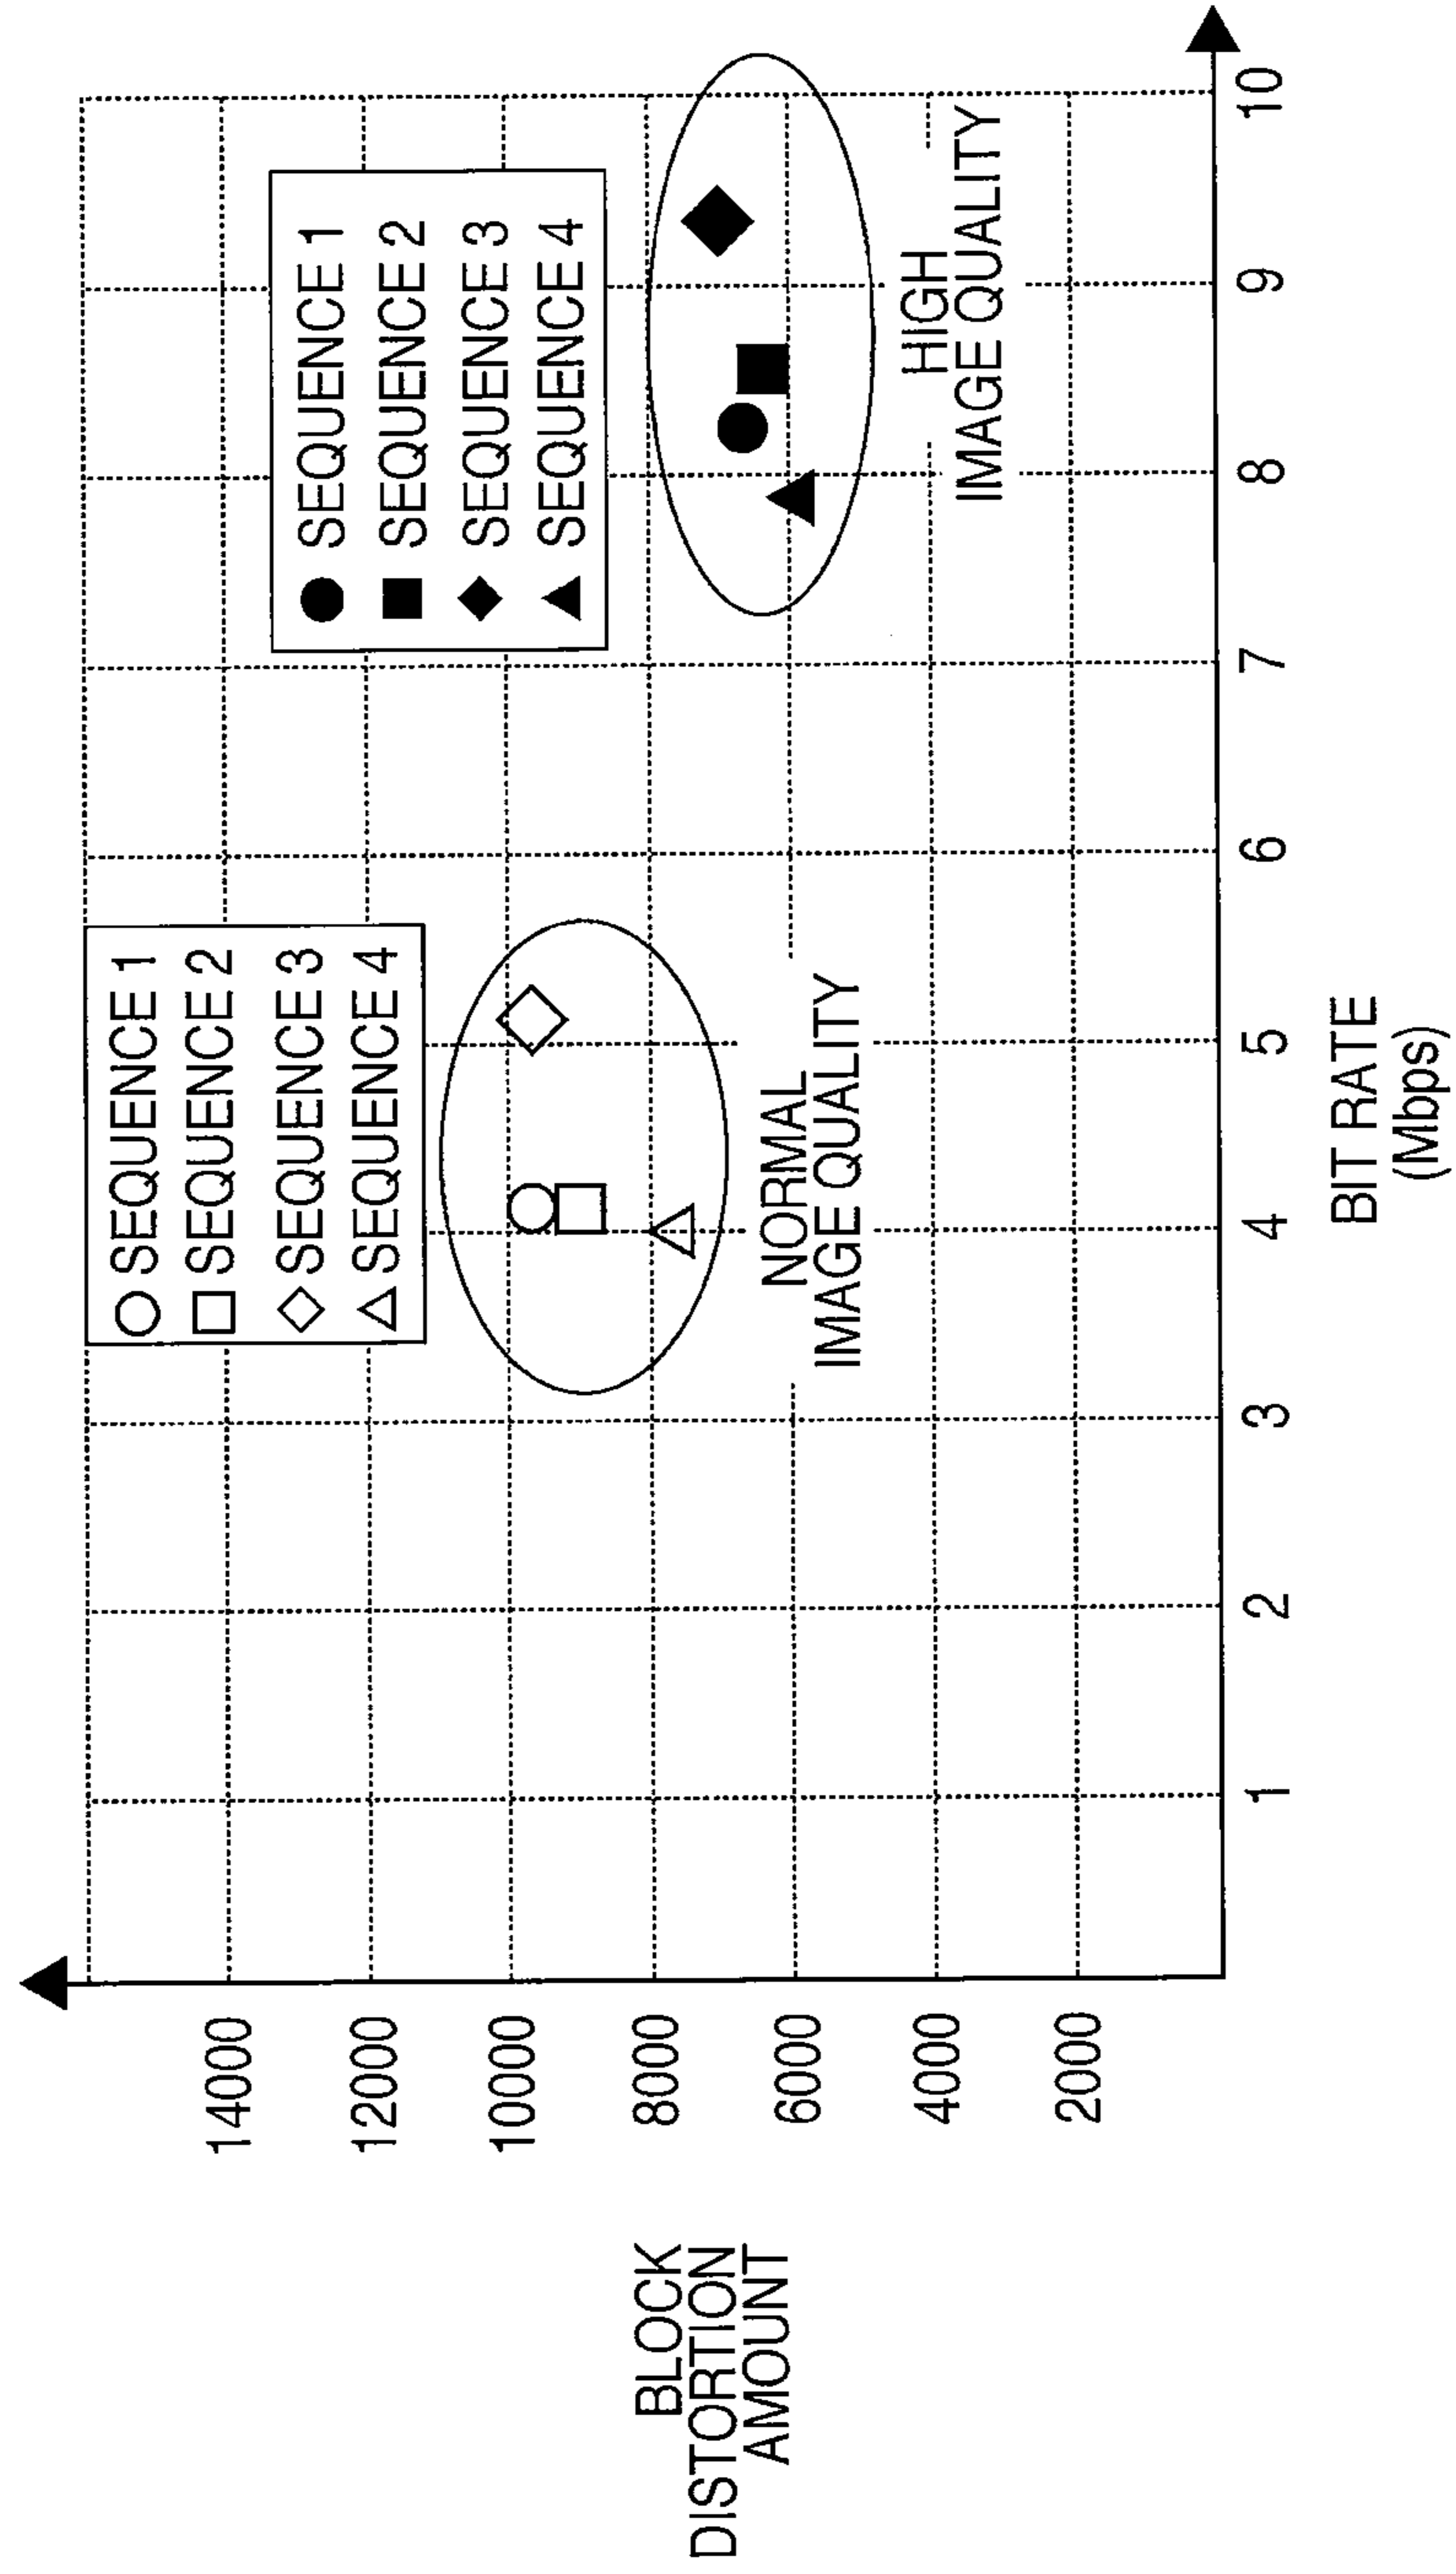 BLOCK
DISTORTION
AMOUNT
14000
12000
10000
8000
6000
4000
2000
SEQUENCE 1
SEQUENCE 2
SEQUENCE 3
SEQUENCE 4
SEQUENCE 1
SEQUENCE 2
SEQUENCE 3
SEQUENCE 4
NORMAL
IMAGE QUALITY
HIGH
IMAGE QUALITY
1 2 3 4 5 6 7 8 9 10
BIT RATE
(Mbps)